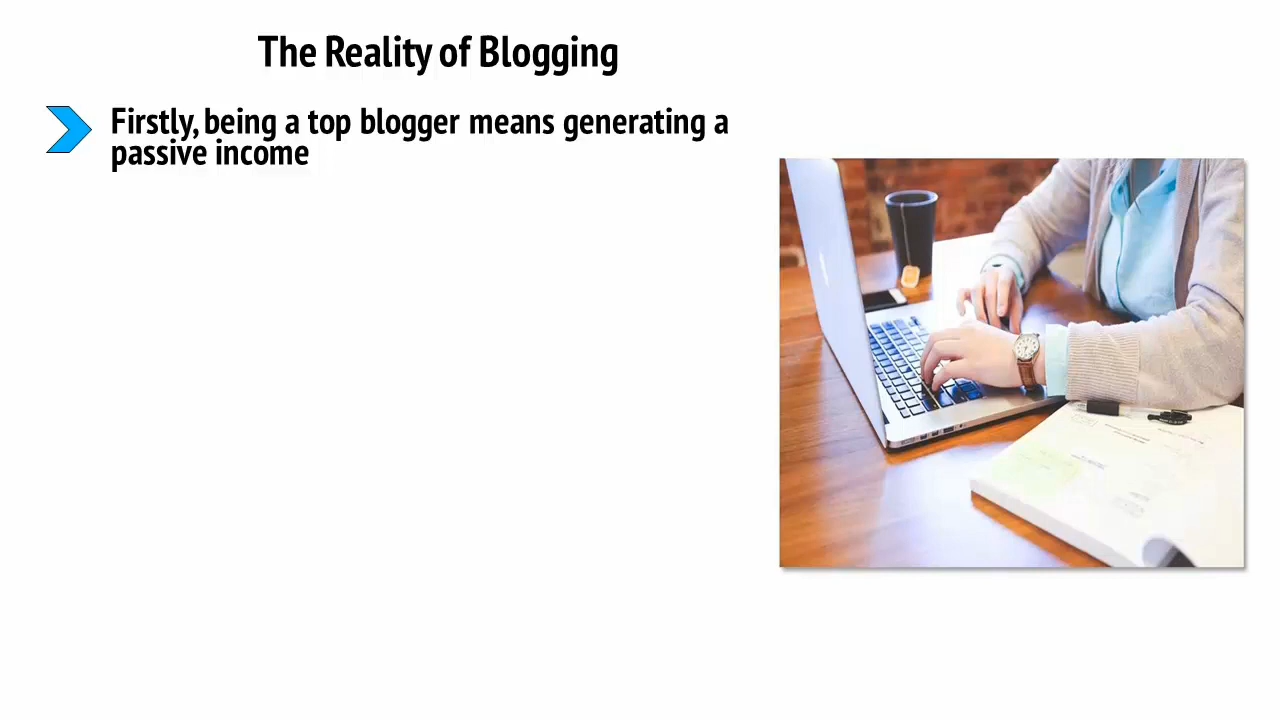 The Reality of Blogging
Firstly, being a top blogger means generating a
passive income